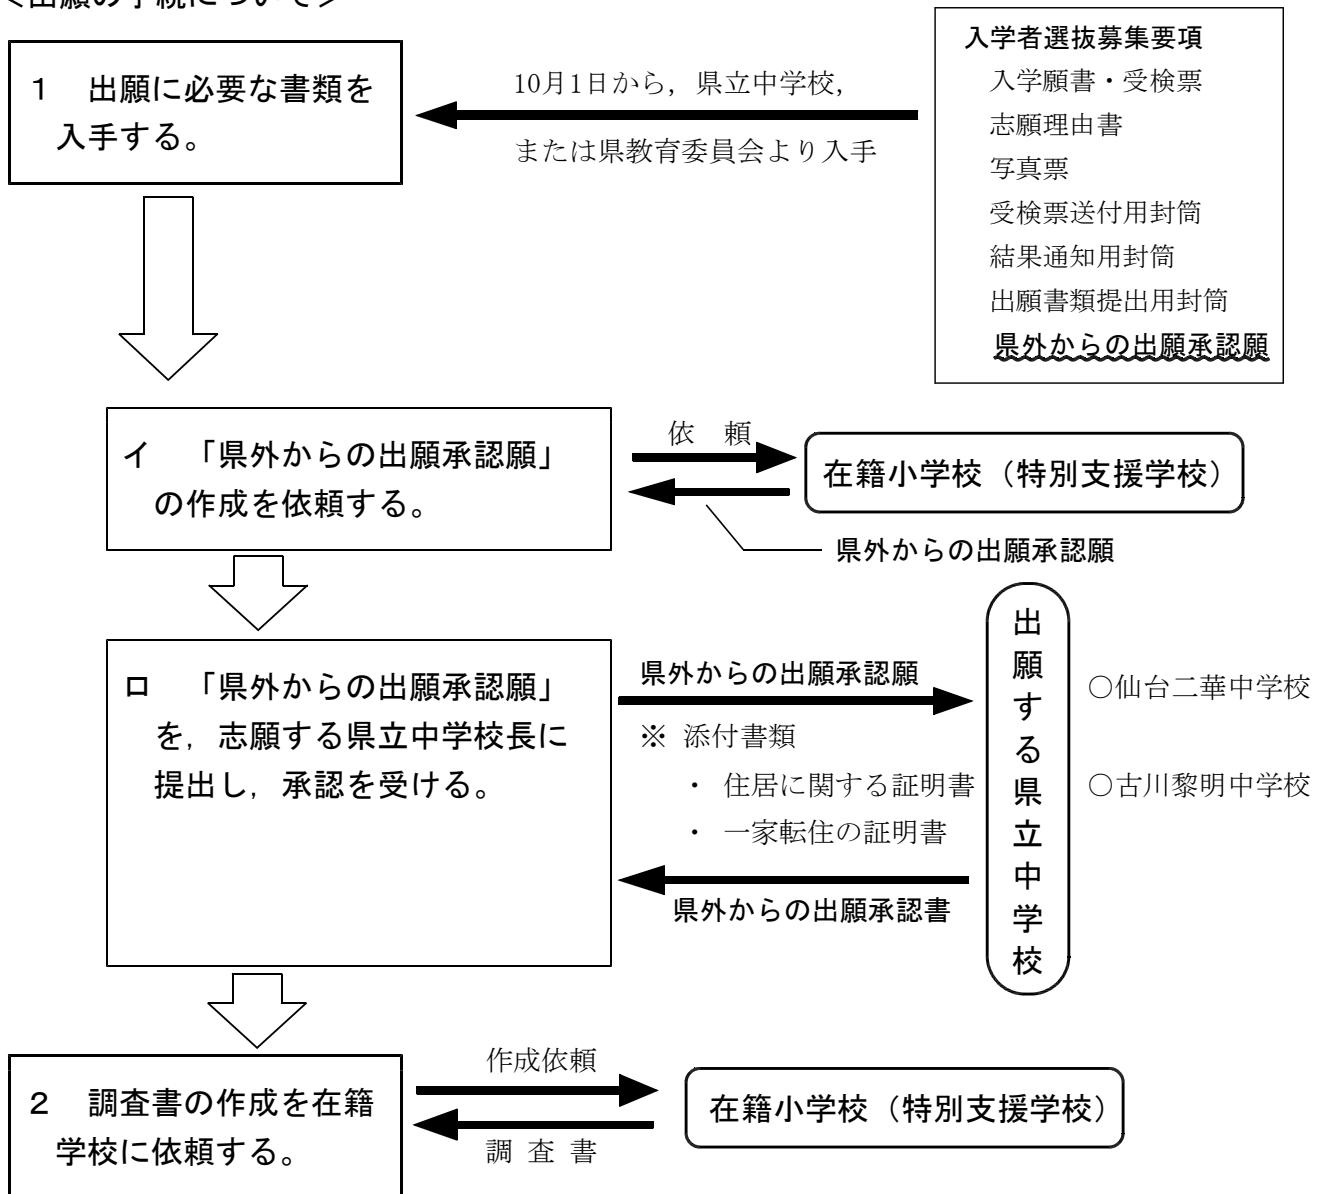 <出願の手続について>
1 出願に必要な書類を
入手する。
10月1日から，県立中学校，
または県教育委員会より入手
入学者選抜募集要項
入学願書・受検票
志願理由書
写真票
受検票送付用封筒
結果通知用封筒
出願書類提出用封筒
県外からの出願承認願
イ 「県外からの出願承認願」
の作成を依頼する。
依 頼
在籍小学校（特別支援学校）
県外からの出願承認願
ロ 「県外からの出願承認願」
を，志願する県立中学校長に
提出し，承認を受ける。
県外からの出願承認願
※ 添付書類
・ 住居に関する証明書
・ 一家転住の証明書
県外からの出願承認書
出願する県立中学校
○仙台二華中学校
○古川黎明中学校
2 調査書の作成を在籍
学校に依頼する。
作成依頼
調 査 書
在籍小学校（特別支援学校）